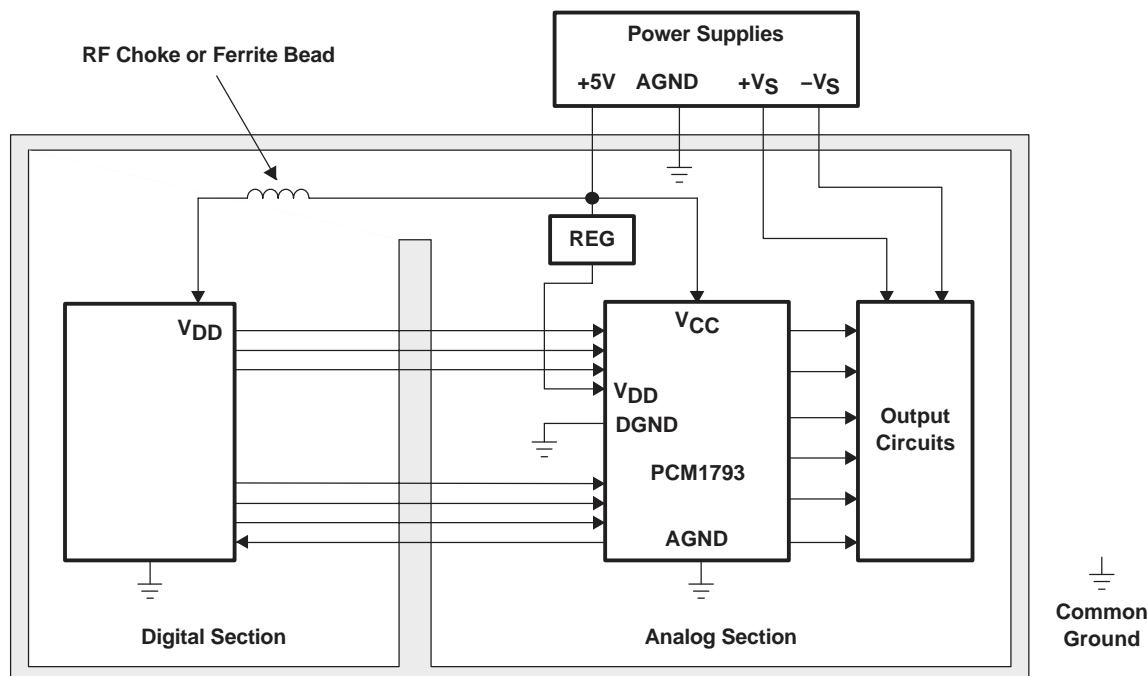 Power Supplies
RF Choke or Ferrite Bead
+5V AGND +VS –VS
REG
VDD
VCC
VDD
DGND
Output
Circuits
PCM1793
AGND
Common
Ground
Digital Section
Analog Section